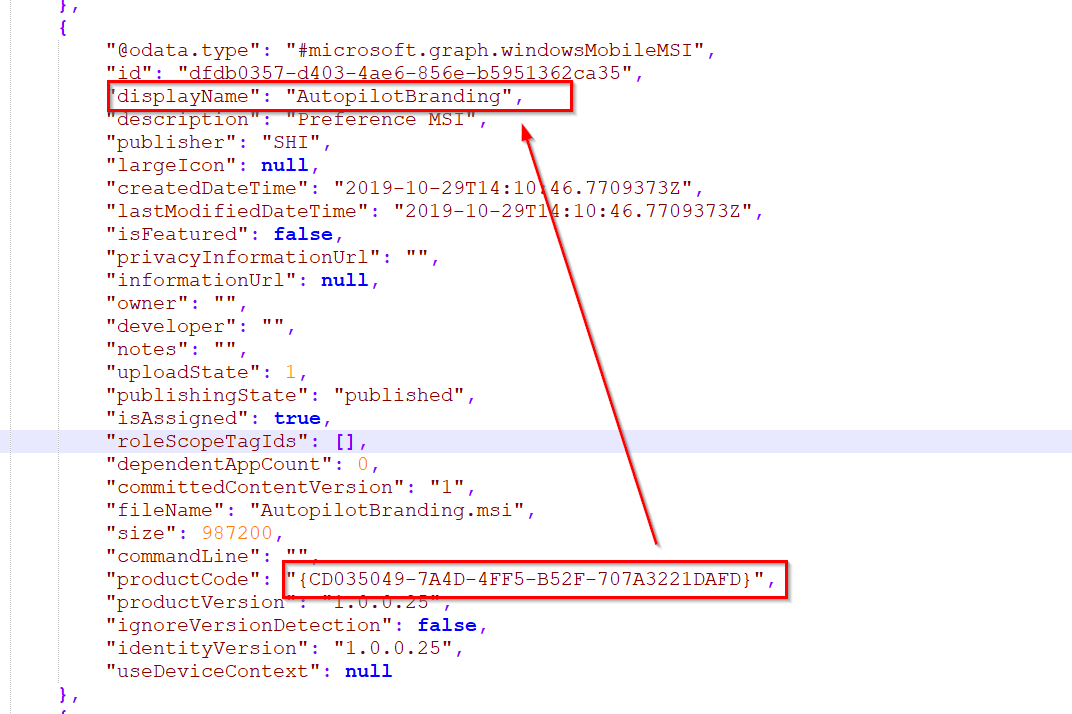 },
{
"@odata.type": "#microsoft.graph.windowsMobileMSI",
"id": "dfdb0357-d403-4ae6-856e-b5951362ca35",
"displayName": "AutopilotBranding",
"description": "Preference MSI",
"publisher": "SHI",
"largeIcon": null,
"createdDateTime": "2019-10-29T14:10:46.7709373Z",
"lastModifiedDateTime": "2019-10-29T14:10:46.7709373Z",
"isFeatured": false,
"privacyInformationUrl": "",
"informationUrl": null,
"owner": "",
"developer": "",
"notes": "",
"uploadState": 1,
"publishingState": "published",
"isAssigned": true,
"roleScopeTagIds": [],
"dependentAppCount": 0,
"committedContentVersion": "1",
"fileName": "AutopilotBranding.msi",
"size": 987200,
"commandLine": "",
"productCode": "{CD035049-7A4D-4FF5-B52F-707A3221DAFD}",
"productVersion": "1.0.0.25",
"ignoreVersionDetection": false,
"identityVersion": "1.0.0.25",
"useDeviceContext": null
},